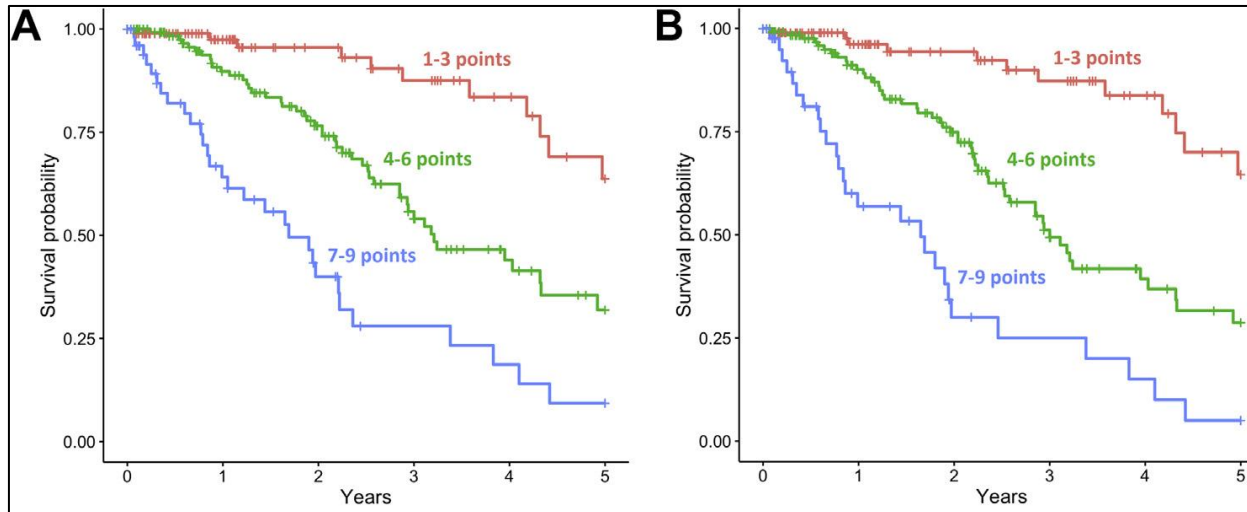 A
Survival probability
1.00
0.75
0.50
0.25
0.00
1-3 points
4-6 points
7-9 points
0 1 2 3 4 5
Years
B
Survival probability
1.00
0.75
0.50
0.25
0.00
1-3 points
4-6 points
7-9 points
0 1 2 3 4 5
Years